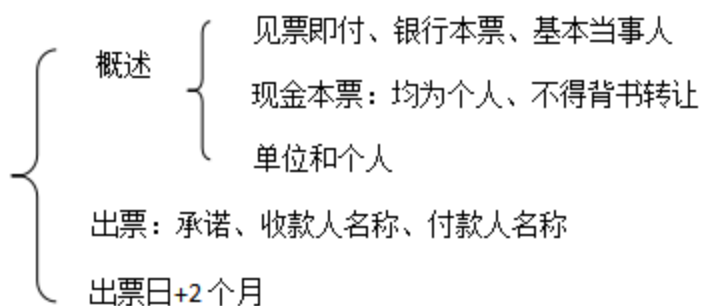 见票即付、银行本票、基本当事人
概述
现金本票：均为个人、不得背书转让
单位和个人
出票：承诺、收款人名称、付款人名称
出票日+2个月